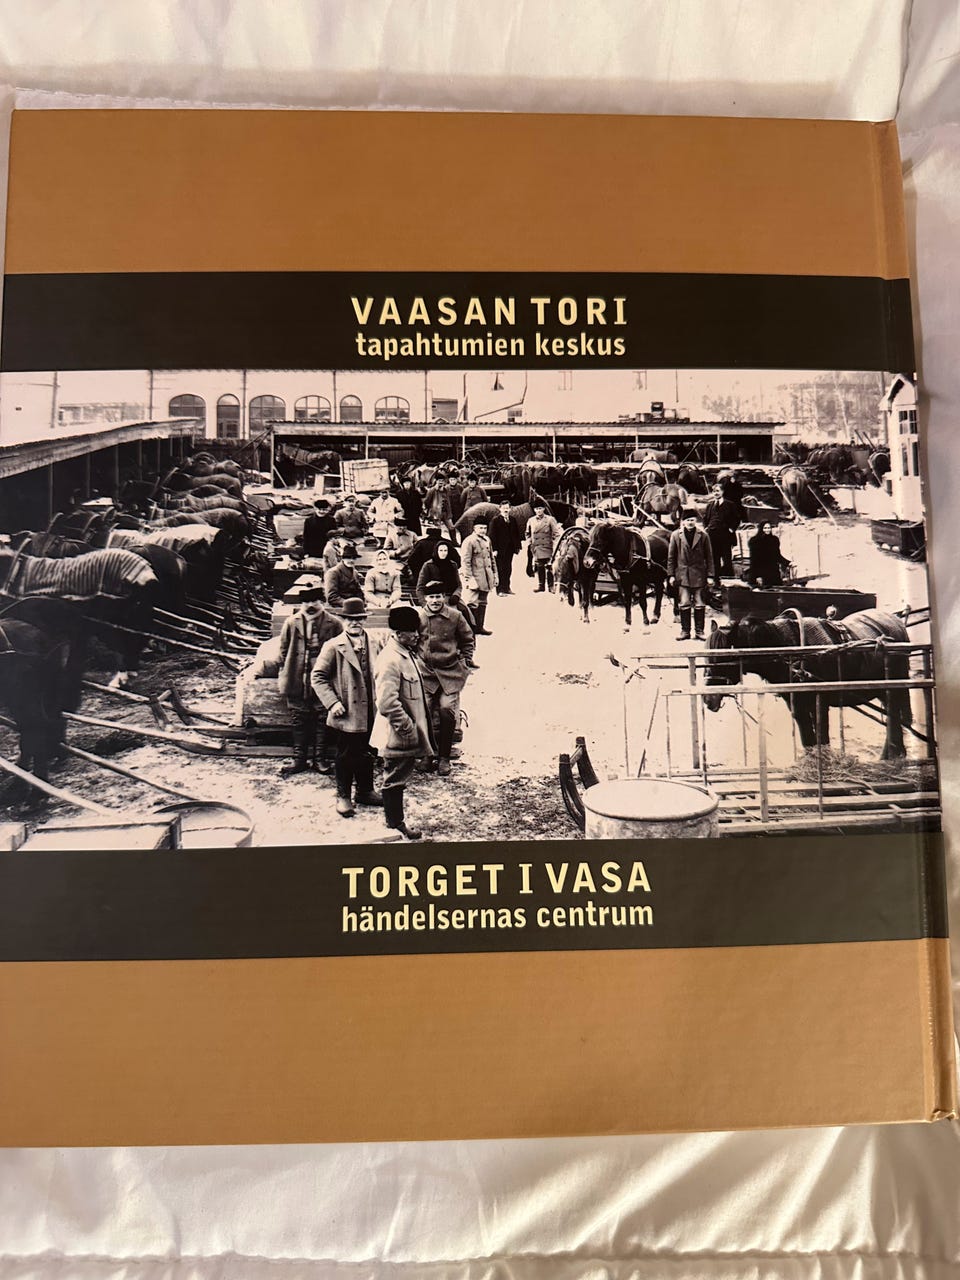 VAASAN TORI
tapahtumien keskus
TORGET I VASA
händelsernas centrum